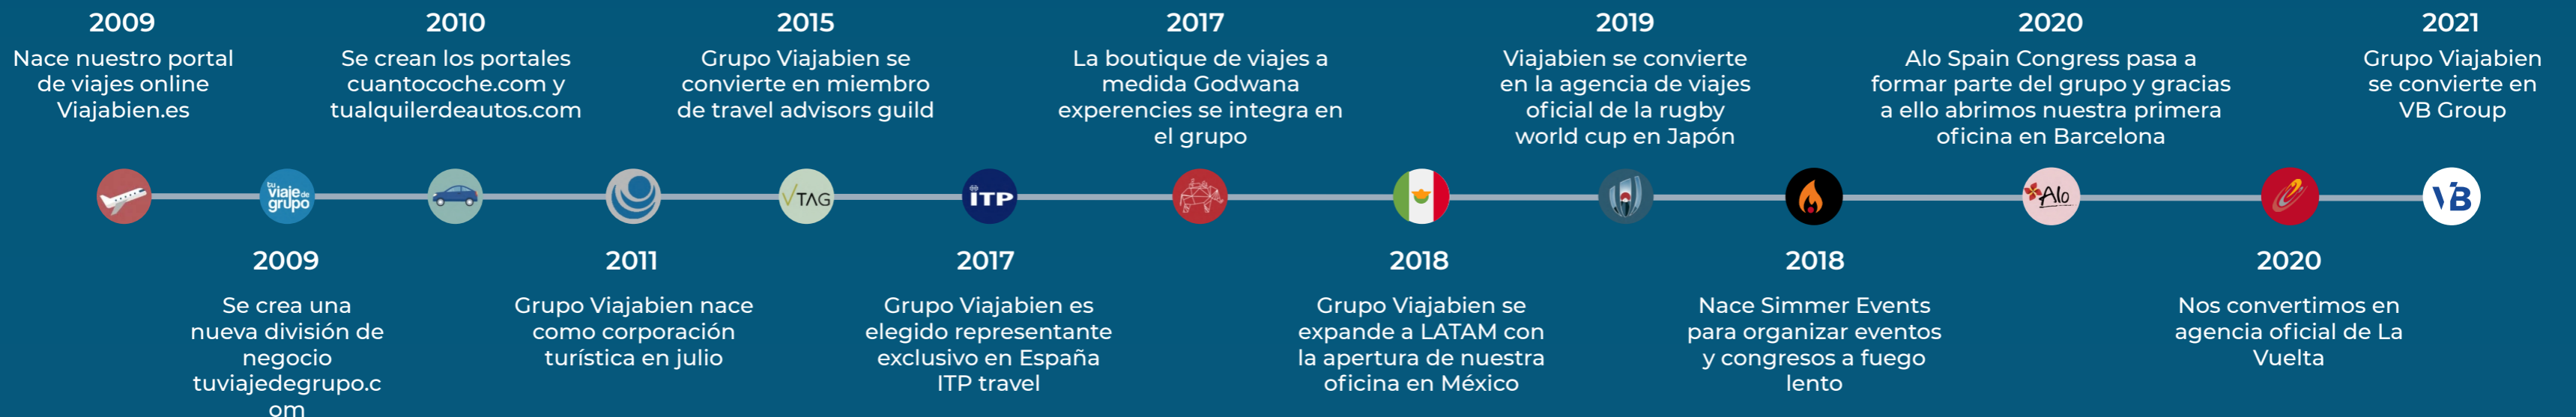 2009
Nace nuestro portal
de viajes online
Viajabien.es
2010
Se crean los portales
cuantocoche.com y
tualquilerdeautos.com
2015
Grupo Viajabien se
convierte en miembro
de travel advisors guild
2017
La boutique de viajes a
medida Godwana
experencies se integra en
el grupo
2019
Viajabien se convierte
en la agencia de viajes
oficial de la rugby
world cup en Japón
2020
Alo Spain Congress pasa a
formar parte del grupo y gracias
a ello abrimos nuestra primera
oficina en Barcelona
2021
Grupo Viajabien
se convierte en
VB Group
tu
viaje de
grupo
VTAG
ITP
Alo
VB
2009
Se crea una
nueva división de
negocio
tuviajedegrupo.c
om
2011
Grupo Viajabien nace
como corporación
turística en julio
2017
Grupo Viajabien es
elegido representante
exclusivo en España
ITP travel
2018
Grupo Viajabien se
expande a LATAM con
la apertura de nuestra
oficina en México
2018
Nace Simmer Events
para organizar eventos
y congresos a fuego
lento
2020
Nos convertimos en
agencia oficial de La
Vuelta